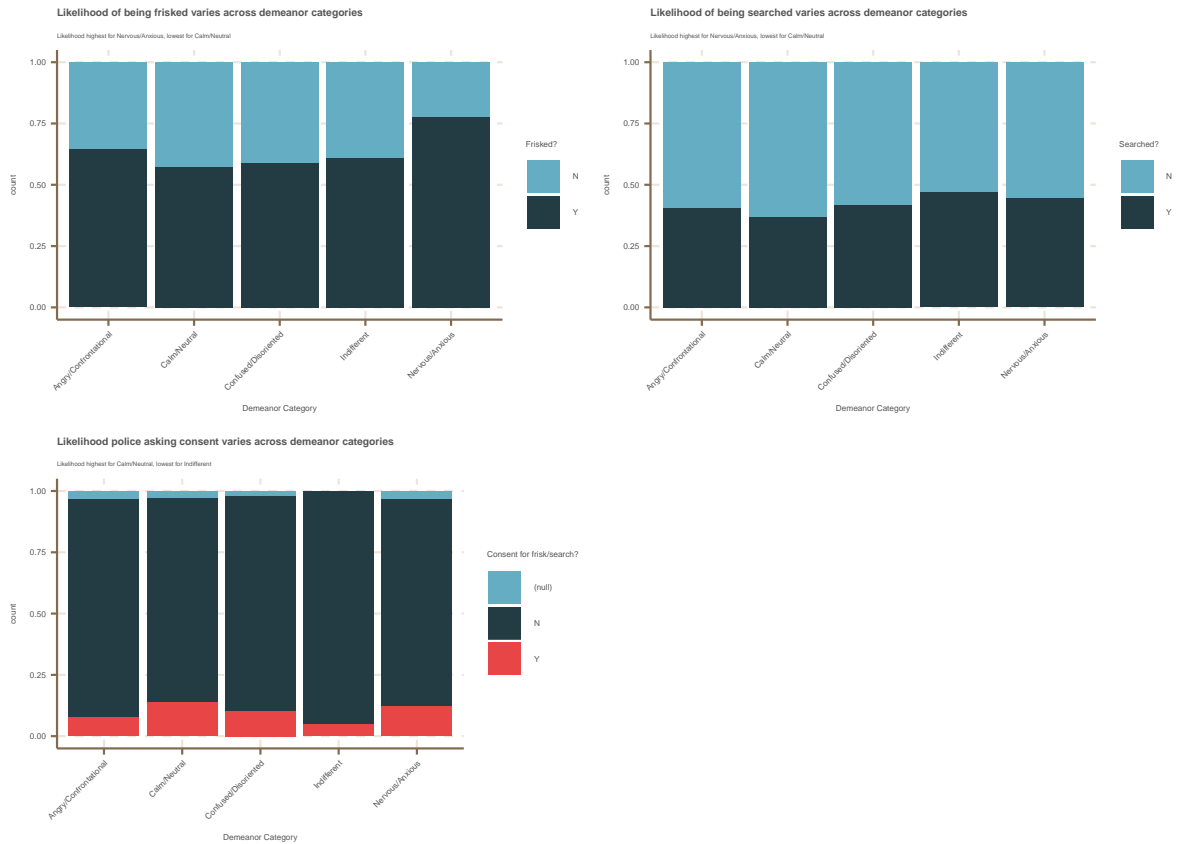 Likelihood of being frisked varies across demeanor categories
Likelihood highest for Nervous/Anxious, lowest for Calm/Neutral
1.00
0.75
0.50
0.25
0.00
count
Angry/Confrontational
Calm/Neutral
Confused/Disoriented
Indifferent
Nervous/Anxious
Demeanor Category
Frisked?
N
Y
Likelihood of being searched varies across demeanor categories
Likelihood highest for Nervous/Anxious, lowest for Calm/Neutral
1.00
0.75
0.50
0.25
0.00
count
Angry/Confrontational
Calm/Neutral
Confused/Disoriented
Indifferent
Nervous/Anxious
Demeanor Category
Searched?
N
Y
Likelihood police asking consent varies across demeanor categories
Likelihood highest for Calm/Neutral, lowest for Indifferent
1.00
0.75
0.50
0.25
0.00
count
Angry/Confrontational
Calm/Neutral
Confused/Disoriented
Indifferent
Nervous/Anxious
Demeanor Category
Consent for frisk/search?
(null)
N
Y